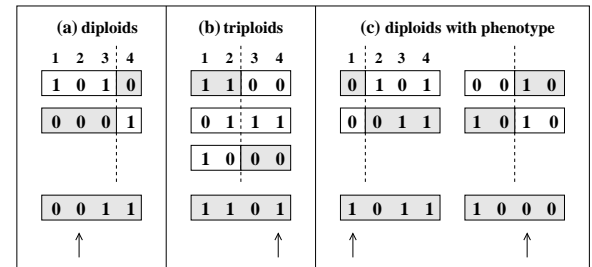 (a) diploids
1 2 3 4
1 0 1 0
0 0 0 1
0 0 1 1
(b) triploids
1 2 3 4
1 1 0 0
0 1 1 1
1 0 0 0
1 1 0 1
(c) diploids with phenotype
1 2 3 4
0 1 0 1
0 0 1 0
0 0 1 1
1 0 1 0
1 0 1 1
1 0 0 0